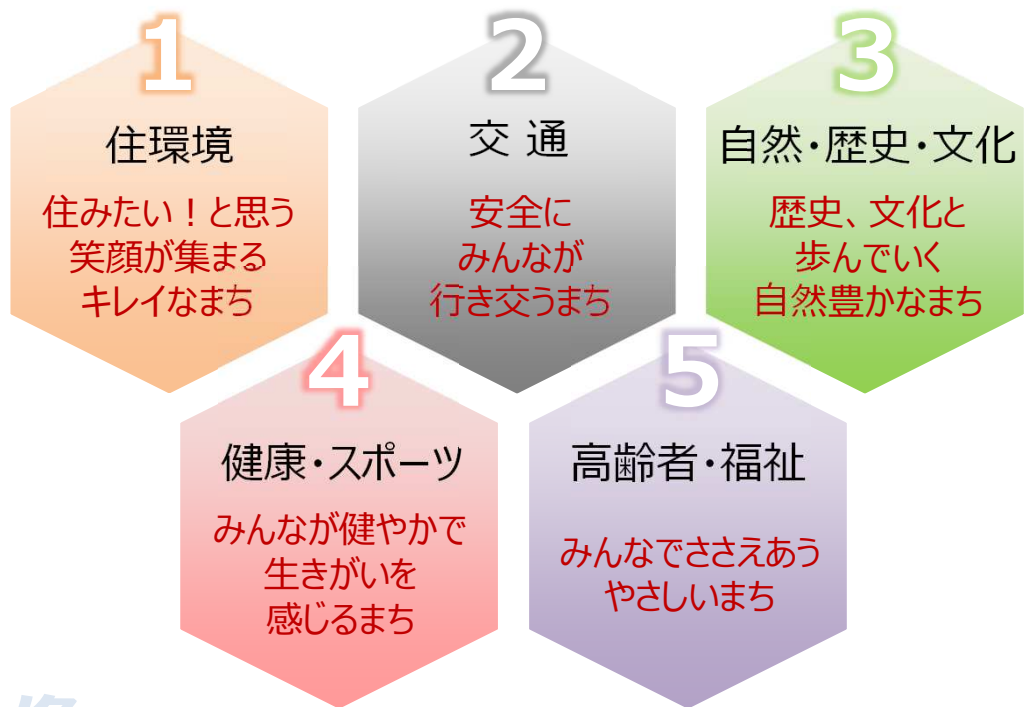 1
住環境
住みたい！と思う
笑顔が集まる
キレイなまち
2
交 通
安全に
みんなが
行き交うまち
3
自然・歴史・文化
歴史、文化と
歩んでいく
自然豊かなまち
4
健康・スポーツ
みんなが健やかで
生きがいを
感じるまち
5
高齢者・福祉
みんなでささえあう
やさしいまち